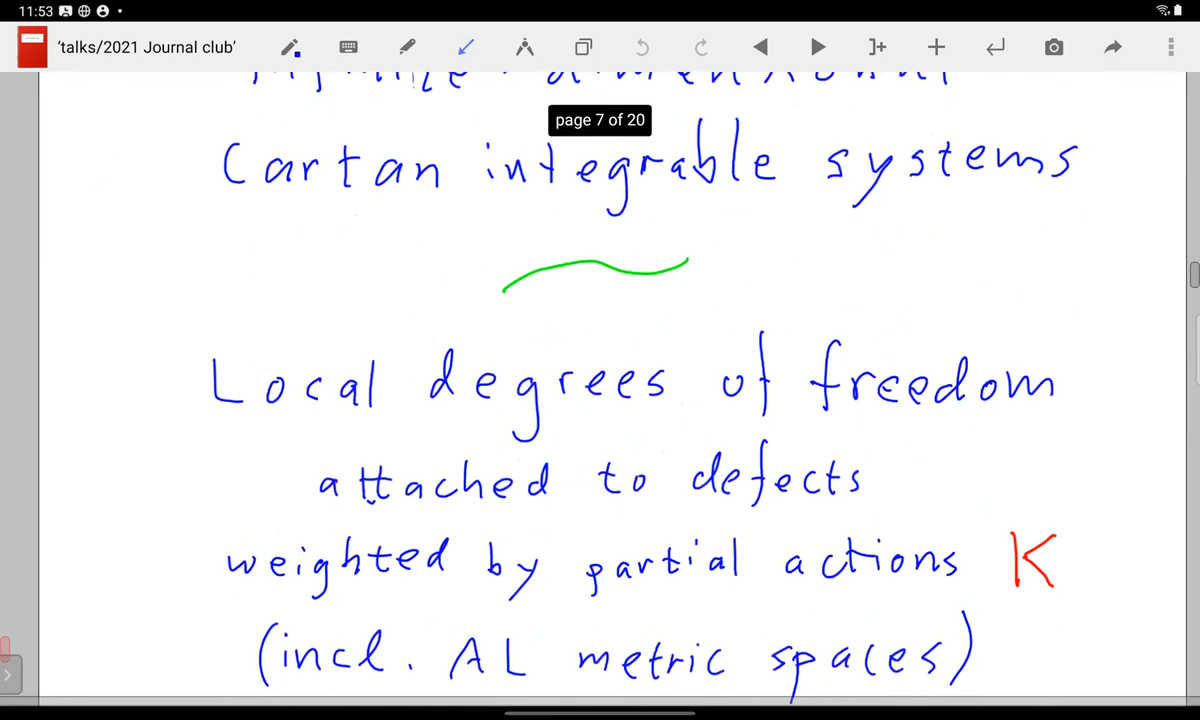 11:53
'talks/2021 Journal club'
page 7 of 20
Cartan integrable systems
Local degrees of freedom
attached to defects
weighted by partial actions K
(incl. AL metric spaces)